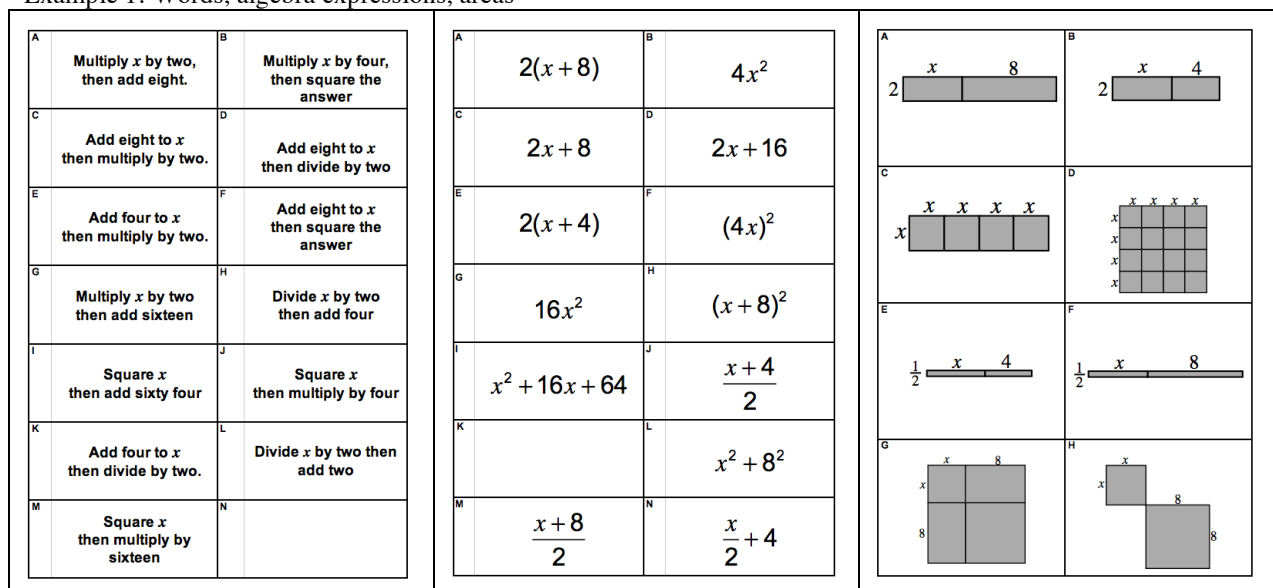 Example 1: Words, algebra expressions, areas
A
Multiply x by two,
then add eight.
B
Multiply x by four,
then square the
answer
C
Add eight to x
then multiply by two.
D
Add eight to x
then divide by two
E
Add four to x
then multiply by two.
F
Add eight to x
then square the
answer
G
Multiply x by two
then add sixteen
H
Divide x by two
then add four
I
Square x
then add sixty four
J
Square x
then multiply by four
K
Add four to x
then divide by two.
L
Divide x by two then
add two
M
Square x
then multiply by
sixteen
N
A
2(x+8)
B
4x²
C
2x+8
D
2x+16
E
2(x+4)
F
(4x)²
G
16x²
H
(x+8)²
I
x²+16x+64
J
x+4
2
K
L
x²+8²
M
x+8
2
N
x/2+4
A
x 8
2
B
x 4
2
C
x x x x
x
D
x x x x
x
x
x
x
E
x 4
1/2
F
x 8
1/2
G
x 8
x
8
H
x
x
8
8